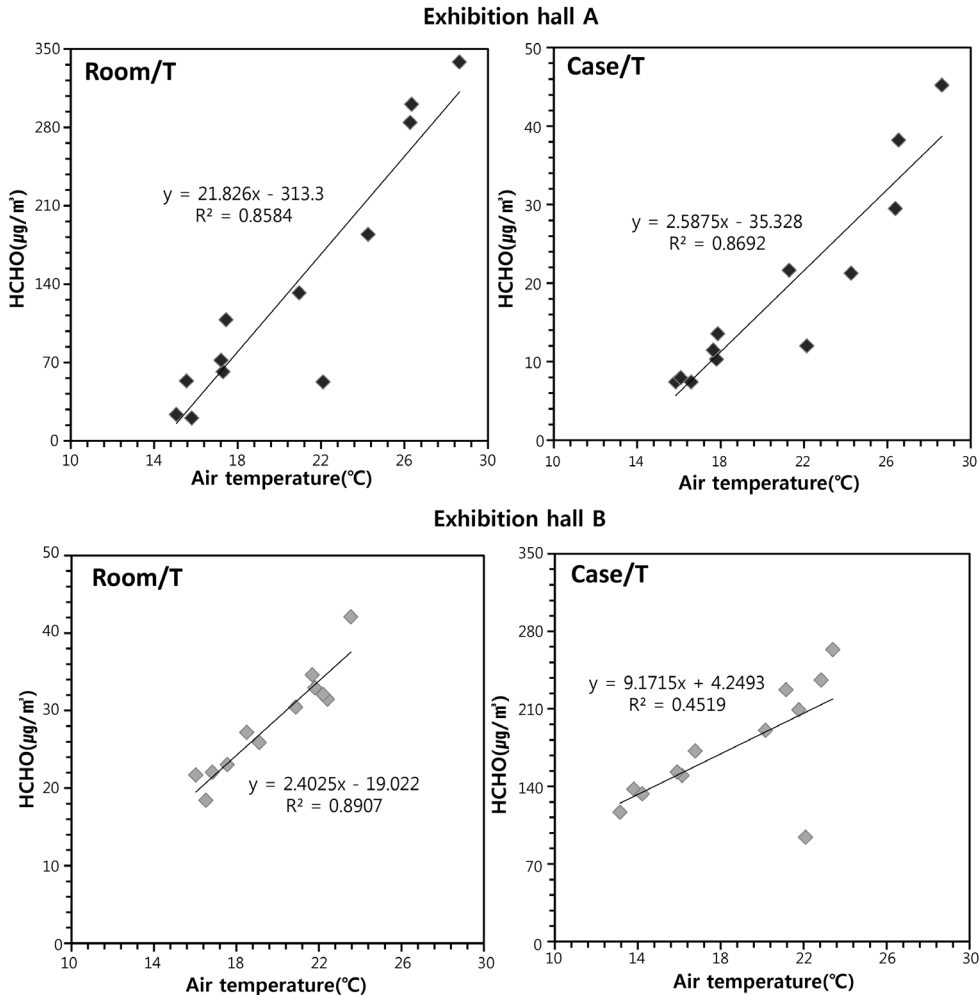 Exhibition hall A
Room/T
y = 21.826x - 313.3
R² = 0.8584
HCHO(㎍/㎥)
350
280
210
140
70
0
10 14 18 22 26 30
Air temperature(℃)
Case/T
y = 2.5875x - 35.328
R² = 0.8692
HCHO(㎍/㎥)
50
40
30
20
10
0
10 14 18 22 26 30
Air temperature(℃)
Exhibition hall B
Room/T
y = 2.4025x - 19.022
R² = 0.8907
HCHO(㎍/㎥)
50
40
30
20
10
0
10 14 18 22 26 30
Air temperature(℃)
Case/T
y = 9.1715x + 4.2493
R² = 0.4519
HCHO(㎍/㎥)
350
280
210
140
70
0
10 14 18 22 26 30
Air temperature(℃)